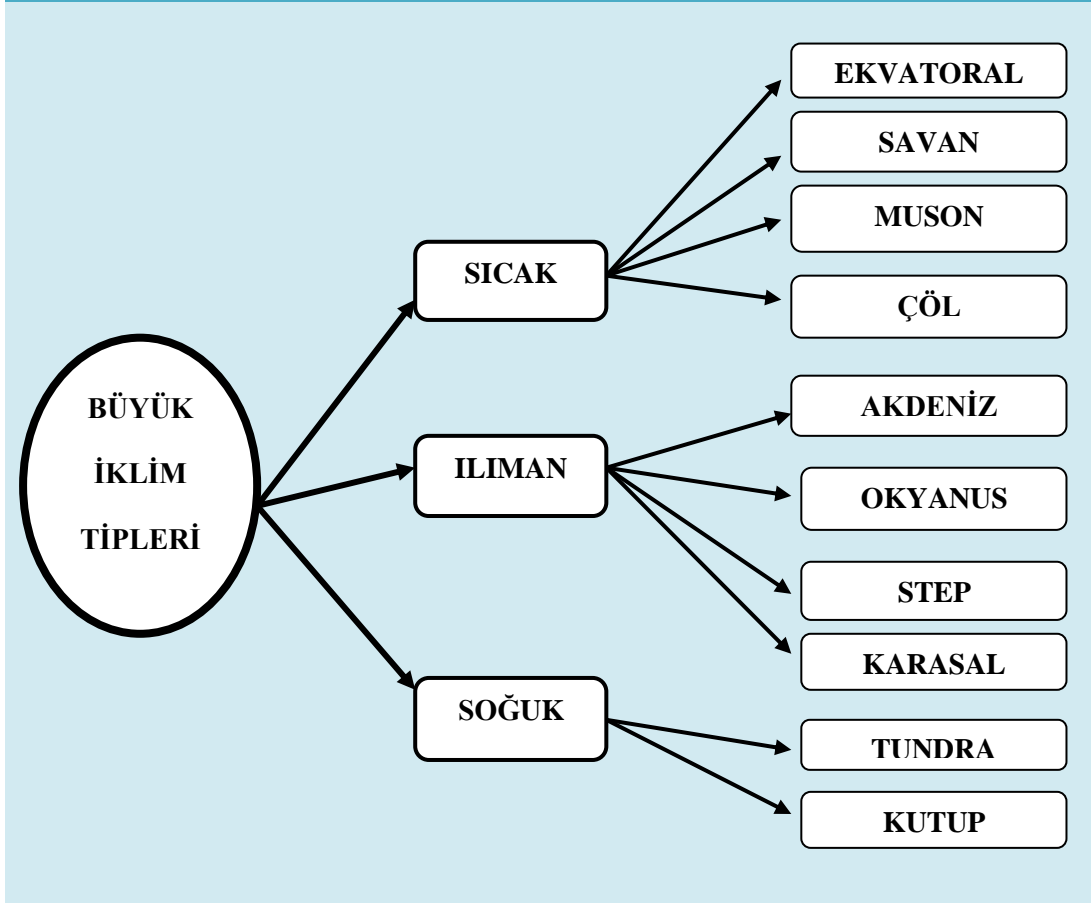 BÜYÜK
İKLİM
TİPLERİ
SICAK
EKVATORAL
SAVAN
MUSON
ÇÖL
ILIMAN
AKDENİZ
OKYANUS
STEP
KARASAL
SOĞUK
TUNDRA
KUTUP